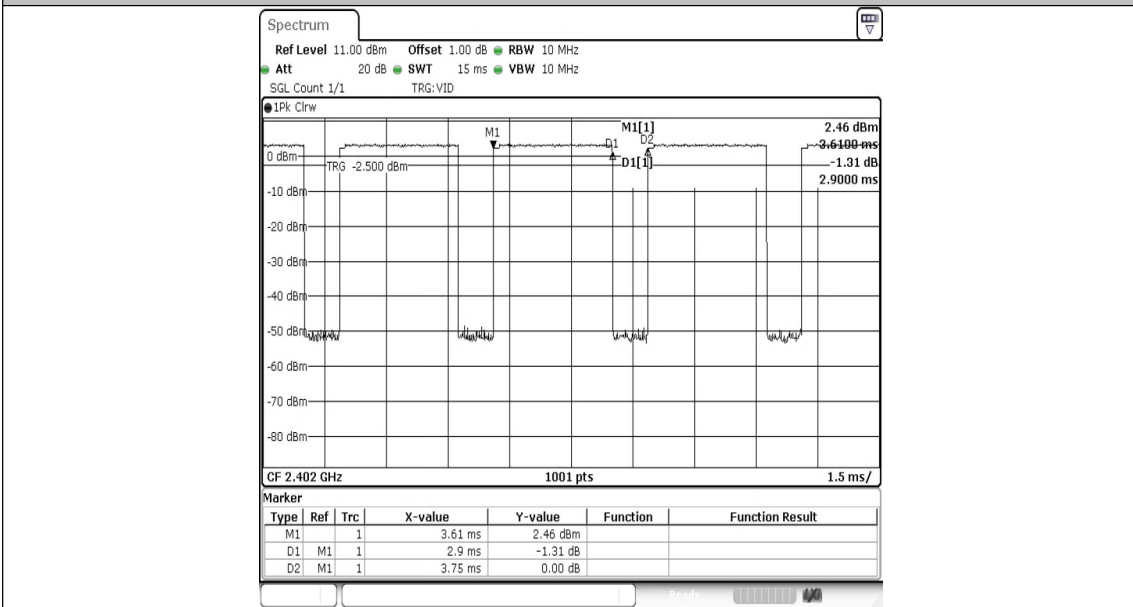 Spectrum
Ref Level 11.00 dBm Offset 1.00 dB RBW 10 MHz
Att 20 dB SWT 15 ms VBW 10 MHz
SGL Count 1/1 TRG:VID
1Pk Clrw
M1[1] 2.46 dBm
M1 D1 D2 3.6100 ms
0 dBm D1[1] -1.31 dB
TRG -2.500 dBm
2.9000 ms
-10 dBm
-20 dBm
-30 dBm
-40 dBm
-50 dBm
-60 dBm
-70 dBm
-80 dBm
CF 2.402 GHz 1001 pts 1.5 ms/
Marker
Type Ref Trc X-value Y-value Function Function Result
M1 1 3.61 ms 2.46 dBm
D1 M1 1 2.9 ms -1.31 dB
D2 M1 1 3.75 ms 0.00 dB
Ready